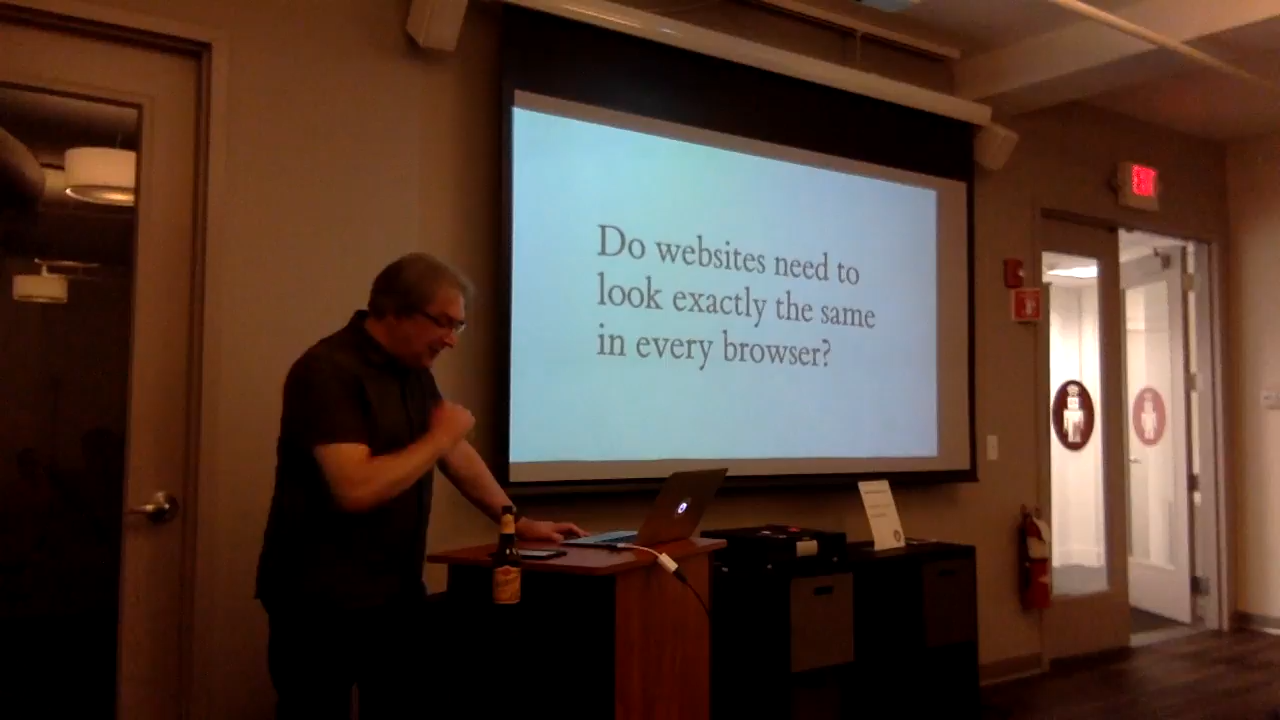 Do websites need to
look exactly the same
in every browser?